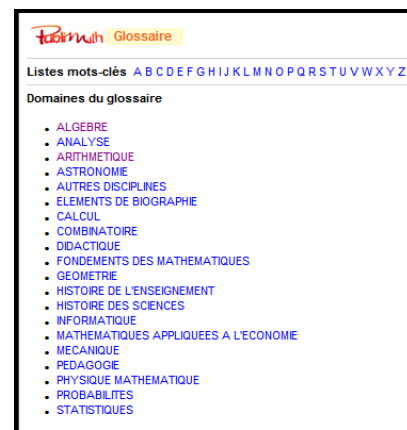 Publimath Glossaire
Listes mots-clés A B C D E F G H I J K L M N O P Q R S T U V W X Y Z
Domaines du glossaire
ALGEBRE
ANALYSE
ARITHMETIQUE
ASTRONOMIE
AUTRES DISCIPLINES
ELEMENTS DE BIOGRAPHIE
CALCUL
COMBINATOIRE
DIDACTIQUE
FONDEMENTS DES MATHEMATIQUES
GEOMETRIE
HISTOIRE DE L'ENSEIGNEMENT
HISTOIRE DES SCIENCES
INFORMATIQUE
MATHEMATIQUES APPLIQUEES A L'ECONOMIE
MECANIQUE
PEDAGOGIE
PHYSIQUE MATHEMATIQUE
PROBABILITES
STATISTIQUES